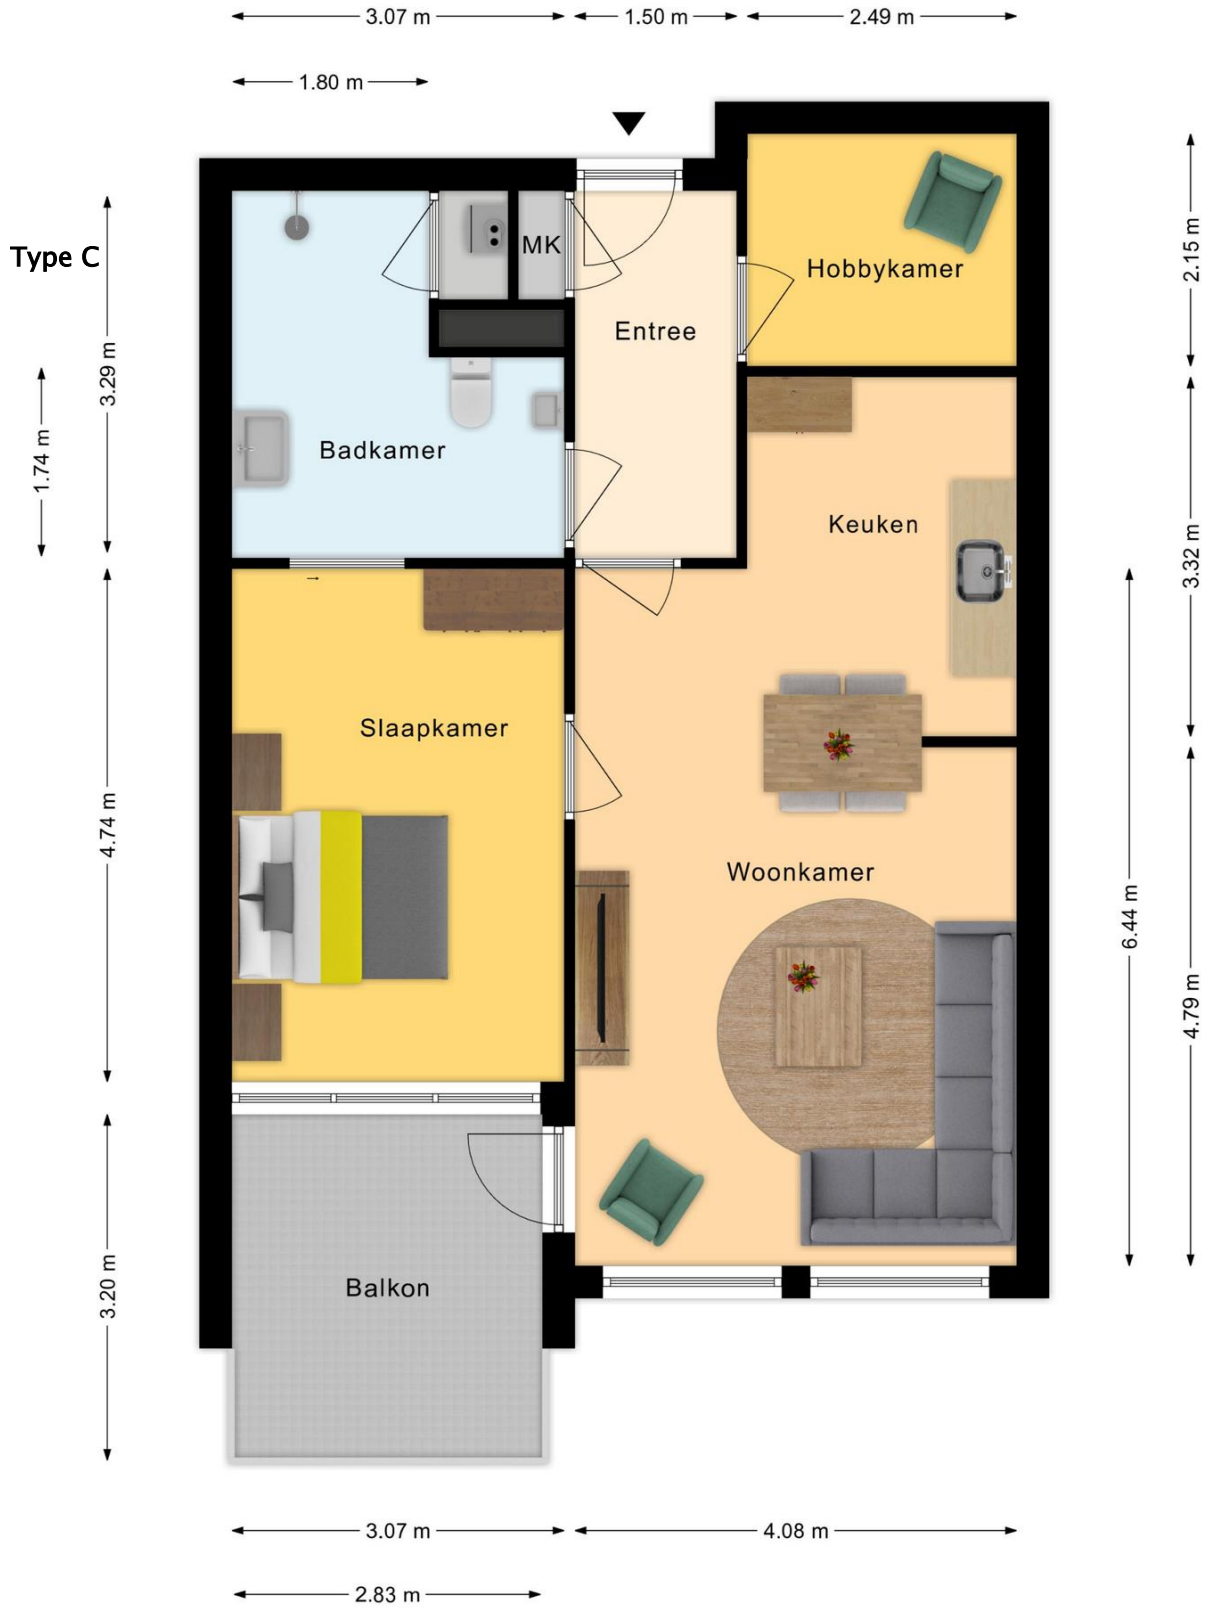 3.07 m
1.50 m
2.49 m
1.80 m
Type C
MK
Hobbykamer
2.15 m
Entree
3.29 m
1.74 m
Badkamer
Keuken
3.32 m
Slaapkamer
4.74 m
Woonkamer
6.44 m
4.79 m
Balkon
3.20 m
3.07 m
4.08 m
2.83 m